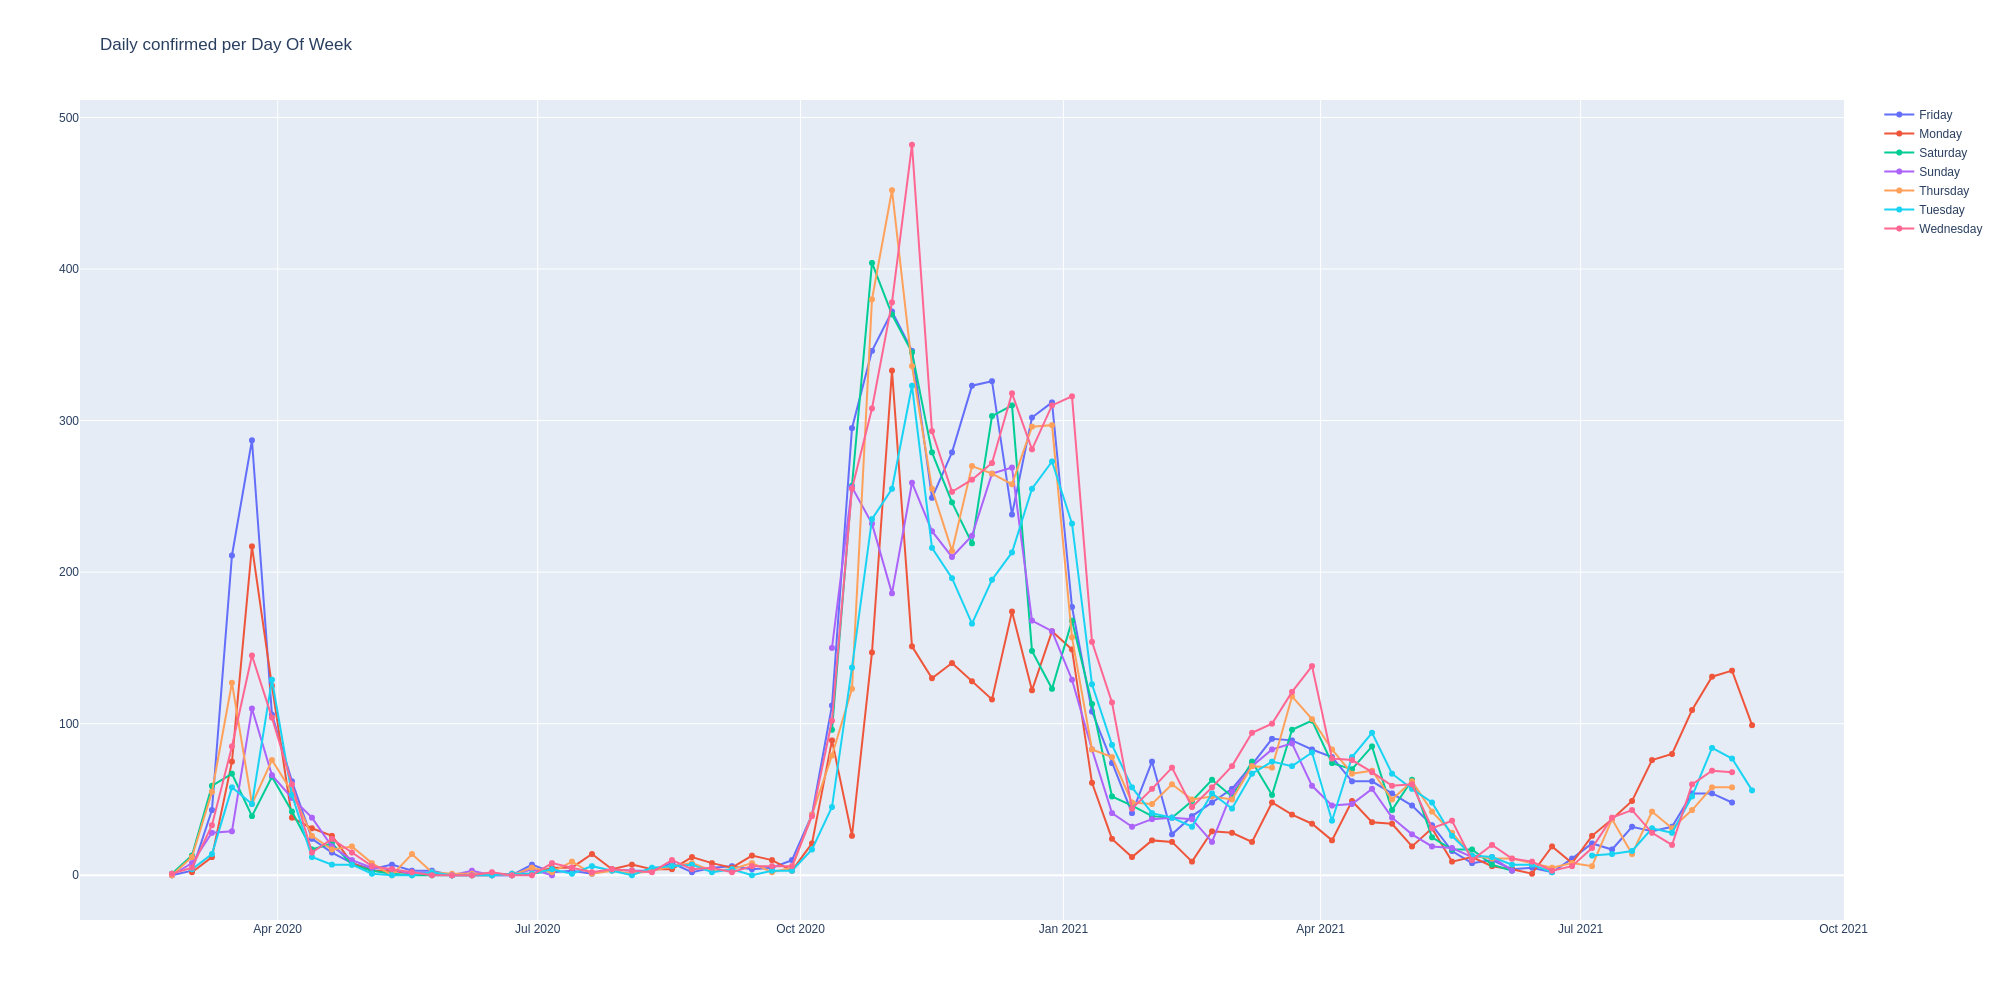 Daily confirmed per Day Of Week
500
400
300
200
100
0
Apr 2020
Jul 2020
Oct 2020
Jan 2021
Apr 2021
Jul 2021
Oct 2021
Friday
Monday
Saturday
Sunday
Thursday
Tuesday
Wednesday